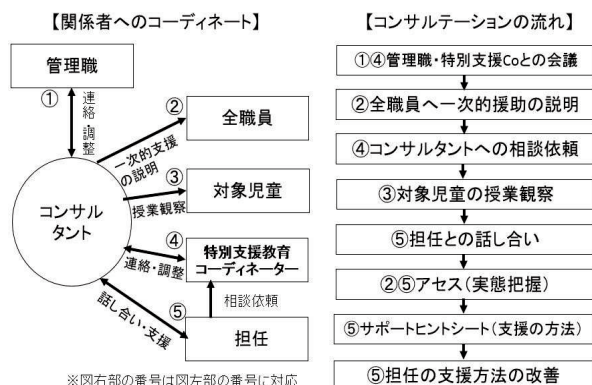 【関係者へのコーディネート】
管理職
①
連絡・調整
②
全職員
一次的支援
の説明
③
対象児童
授業観察
コンサル
タント
④
特別支援教育
コーディネーター
連絡・調整
相談依頼
⑤
担任
話し合い・支援
※図右部の番号は図左部の番号に対応
【コンサルテーションの流れ】
①④管理職・特別支援Coとの会議
②全職員へ一次的援助の説明
④コンサルタントへの相談依頼
③対象児童の授業観察
⑤担任との話し合い
②⑤アセス(実態把握)
⑤サポートヒントシート(支援の方法)
⑤担任の支援方法の改善